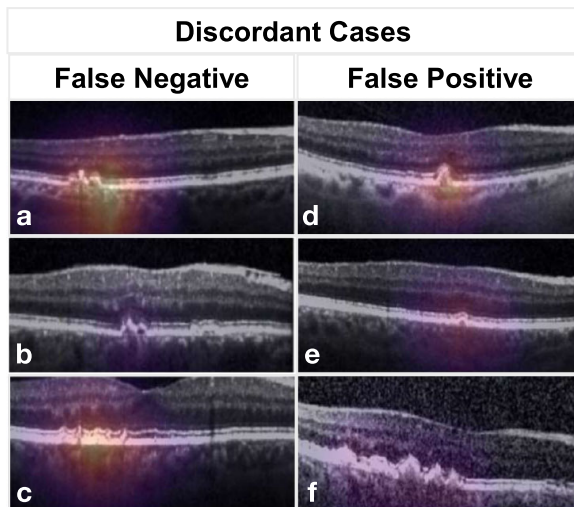 Discordant Cases
False Negative
False Positive
a
d
b
e
c
f